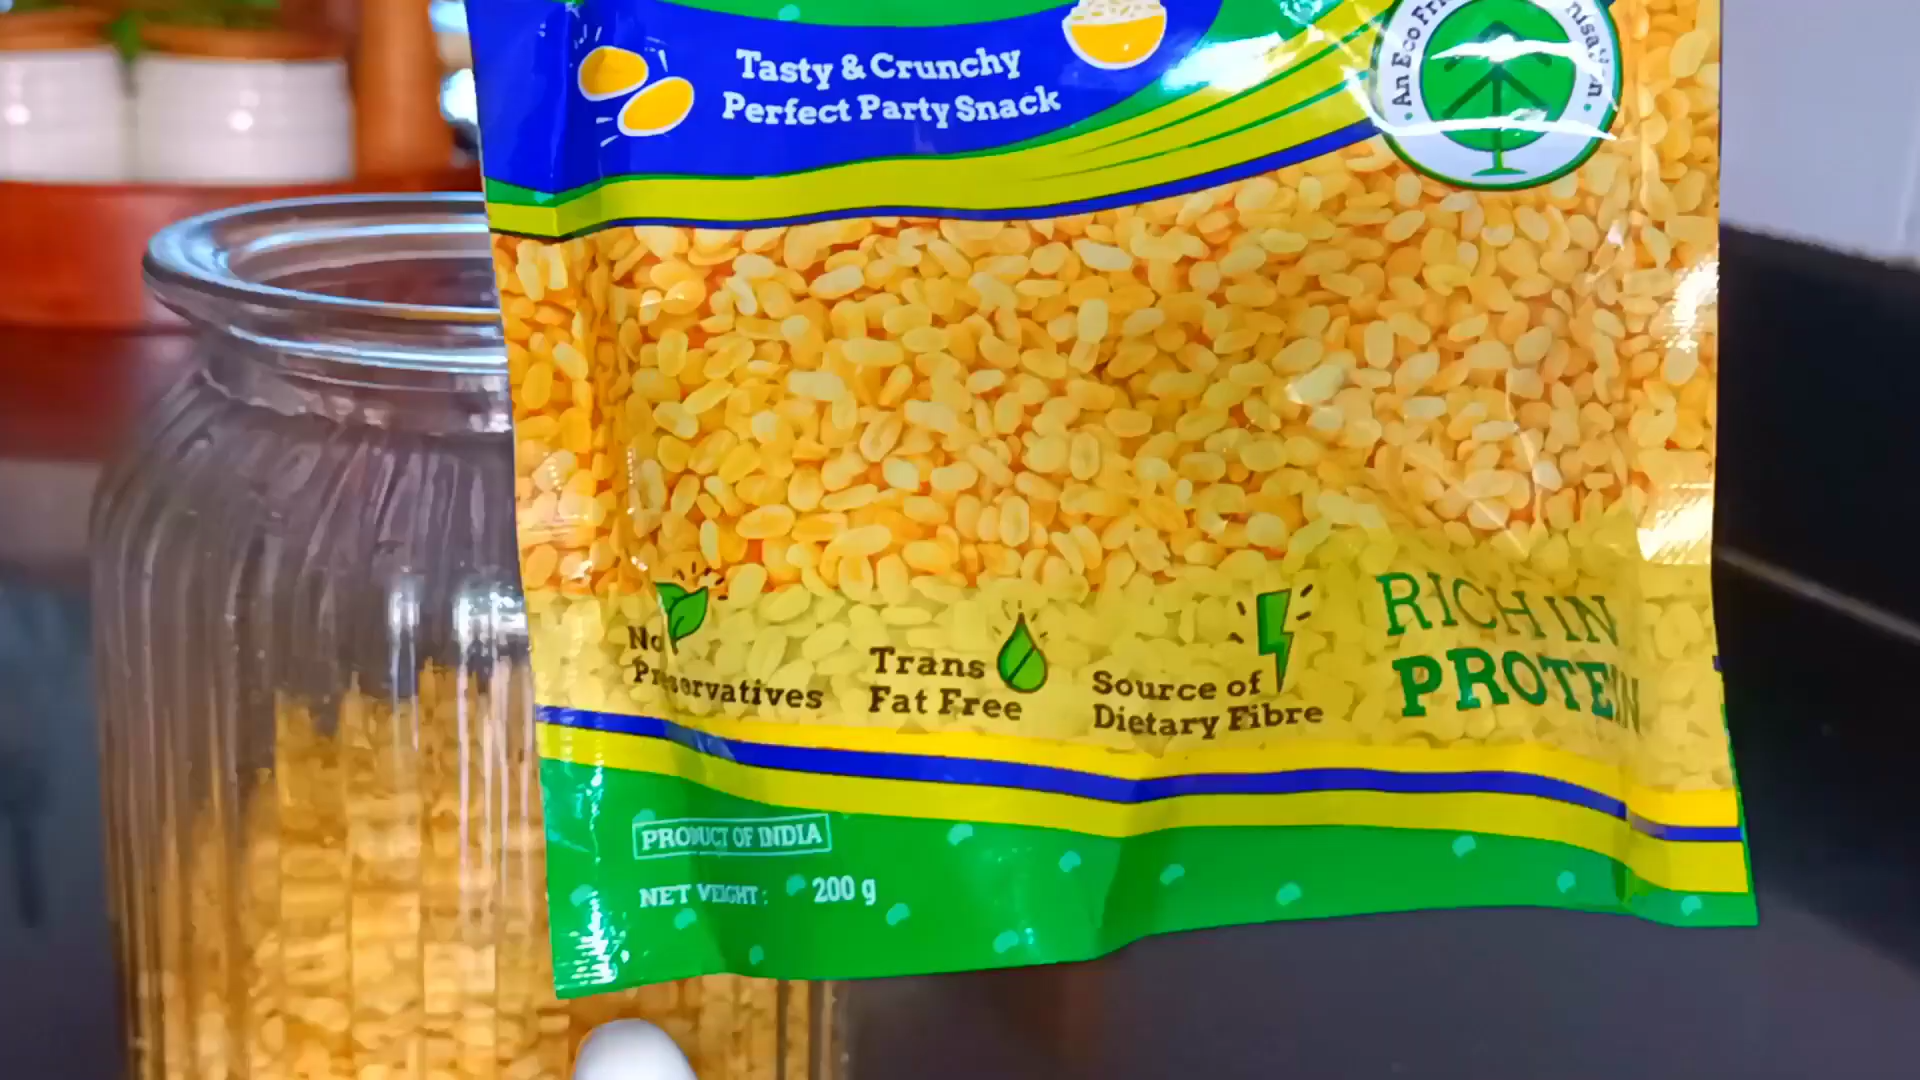 Tasty & Crunchy
Perfect Party Snack
An Eco
No
Preservatives
Trans
Fat Free
Source of
Dietary Fibre
RICH IN
PROTEIN
PRODUCT OF INDIA
NET WEIGHT: 200 g